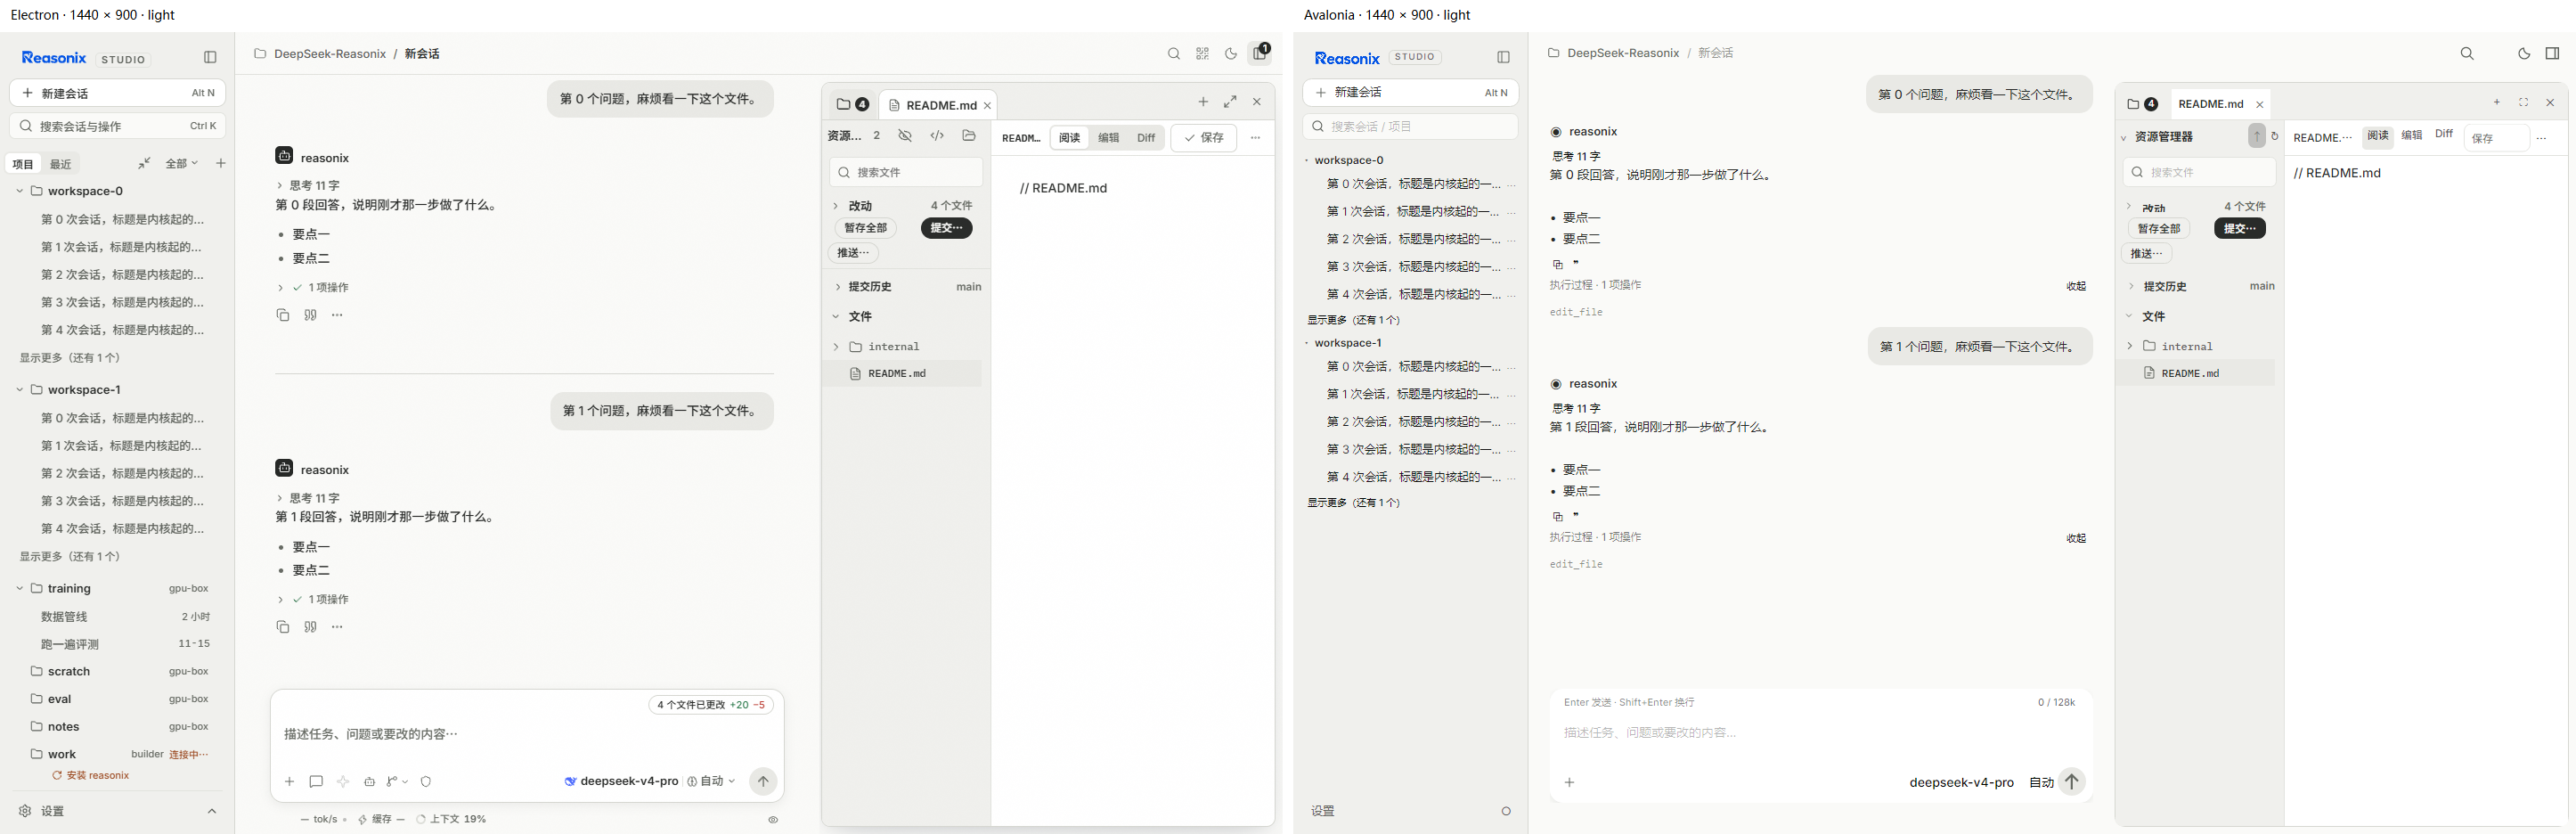 Electron · 1440 × 900 · light
Reasonix STUDIO
新建会话 Alt N
搜索会话与操作 Ctrl K
项目 最近 全部
workspace-0
第 0 次会话，标题是内核起的...
第 1 次会话，标题是内核起的...
第 2 次会话，标题是内核起的...
第 3 次会话，标题是内核起的...
第 4 次会话，标题是内核起的...
显示更多（还有 1 个）
workspace-1
第 0 次会话，标题是内核起的...
第 1 次会话，标题是内核起的...
第 2 次会话，标题是内核起的...
第 3 次会话，标题是内核起的...
第 4 次会话，标题是内核起的...
显示更多（还有 1 个）
training gpu-box
数据管线 2 小时
跑一遍评测 11-15
scratch gpu-box
eval gpu-box
notes gpu-box
work builder 连接中···
安装 reasonix
设置
DeepSeek-Reasonix / 新会话
1
第 0 个问题，麻烦看一下这个文件。
reasonix
思考 11 字
第 0 段回答，说明刚才那一步做了什么。
• 要点一
• 要点二
1 项操作
第 1 个问题，麻烦看一下这个文件。
reasonix
思考 11 字
第 1 段回答，说明刚才那一步做了什么。
• 要点一
• 要点二
1 项操作
4 个文件已更改 +20 −5
描述任务、问题或要改的内容···
deepseek-v4-pro 自动
— tok/s 缓存 — 上下文 19%
4 README.md
资源... 2
搜索文件
改动 4 个文件
暂存全部 提交···
推送···
提交历史 main
文件
internal
README.md
READM... 阅读 编辑 Diff 保存
// README.md
Avalonia · 1440 × 900 · light
Reasonix STUDIO
新建会话 Alt N
搜索会话 / 项目
workspace-0
第 0 次会话，标题是内核起的一...
第 1 次会话，标题是内核起的一...
第 2 次会话，标题是内核起的一...
第 3 次会话，标题是内核起的一...
第 4 次会话，标题是内核起的一...
显示更多（还有 1 个）
workspace-1
第 0 次会话，标题是内核起的一...
第 1 次会话，标题是内核起的一...
第 2 次会话，标题是内核起的一...
第 3 次会话，标题是内核起的一...
第 4 次会话，标题是内核起的一...
显示更多（还有 1 个）
设置
DeepSeek-Reasonix / 新会话
第 0 个问题，麻烦看一下这个文件。
reasonix
思考 11 字
第 0 段回答，说明刚才那一步做了什么。
• 要点一
• 要点二
执行过程 · 1 项操作 收起
edit_file
第 1 个问题，麻烦看一下这个文件。
reasonix
思考 11 字
第 1 段回答，说明刚才那一步做了什么。
• 要点一
• 要点二
执行过程 · 1 项操作 收起
edit_file
Enter 发送 · Shift+Enter 换行 0 / 128k
描述任务、问题或要改的内容...
deepseek-v4-pro 自动
4 README.md
资源管理器
搜索文件
改动 4 个文件
暂存全部 提交···
推送···
提交历史 main
文件
internal
README.md
README.··· 阅读 编辑 Diff 保存
// README.md